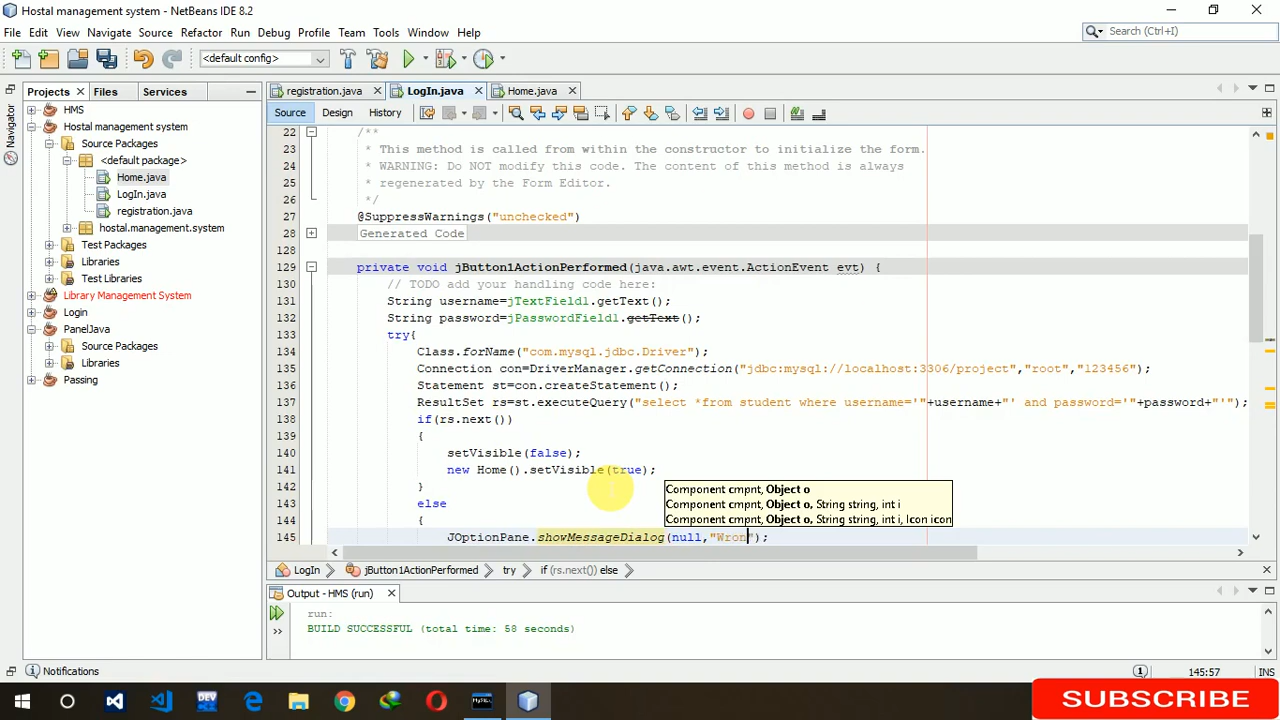 Hostal management system - NetBeans IDE 8.2
File Edit View Navigate Source Refactor Run Debug Profile Team Tools Window Help
Search (Ctrl+I)
<default config>
Projects Files Services
registration.java LogIn.java Home.java
Navigator
HMS
Hostal management system
Source Packages
<default package>
Home.java
LogIn.java
registration.java
hostal.management.system
Test Packages
Libraries
Test Libraries
Library Management System
Login
PanelJava
Source Packages
Libraries
Passing
Source Design History
22 /**
23 * This method is called from within the constructor to initialize the form.
24 * WARNING: Do NOT modify this code. The content of this method is always
25 * regenerated by the Form Editor.
26 */
27 @SuppressWarnings("unchecked")
28 Generated Code
128
129 private void jButton1ActionPerformed(java.awt.event.ActionEvent evt) {
130 // TODO add your handling code here:
131 String username=jTextField1.getText();
132 String password=jPasswordField1.getText();
133 try{
134 Class.forName("com.mysql.jdbc.Driver");
135 Connection con=DriverManager.getConnection("jdbc:mysql://localhost:3306/project","root","123456");
136 Statement st=con.createStatement();
137 ResultSet rs=st.executeQuery("select *from student where username='"+username+"' and password='"+password+"'");
138 if(rs.next())
139 {
140 setVisible(false);
141 new Home().setVisible(true);
142 }
143 else
144 {
145 JOptionPane.showMessageDialog(null,"Wron");
Component cmpnt, Object o
Component cmpnt, Object o, String string, int i
Component cmpnt, Object o, String string, int i, Icon icon
LogIn jButton1ActionPerformed try if (rs.next()) else
Output - HMS (run)
run:
BUILD SUCCESSFUL (total time: 58 seconds)
Notifications
1 145:57 INS
SUBSCRIBE